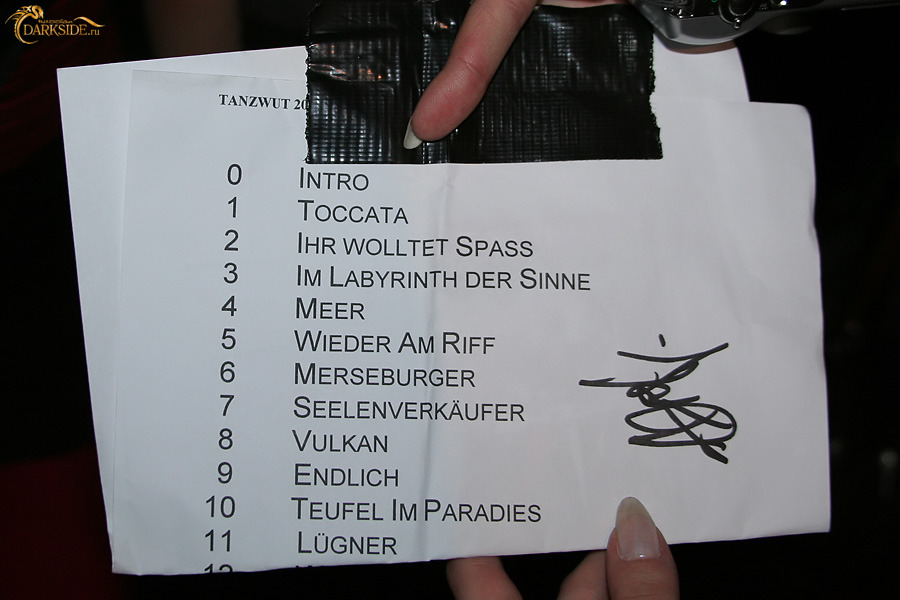 DARKSIDE.ru
TANZWUT 20
0 INTRO
1 TOCCATA
2 IHR WOLLTET SPASS
3 IM LABYRINTH DER SINNE
4 MEER
5 WIEDER AM RIFF
6 MERSEBURGER
7 SEELENVERKÄUFER
8 VULKAN
9 ENDLICH
10 TEUFEL IM PARADIES
11 LÜGNER
12